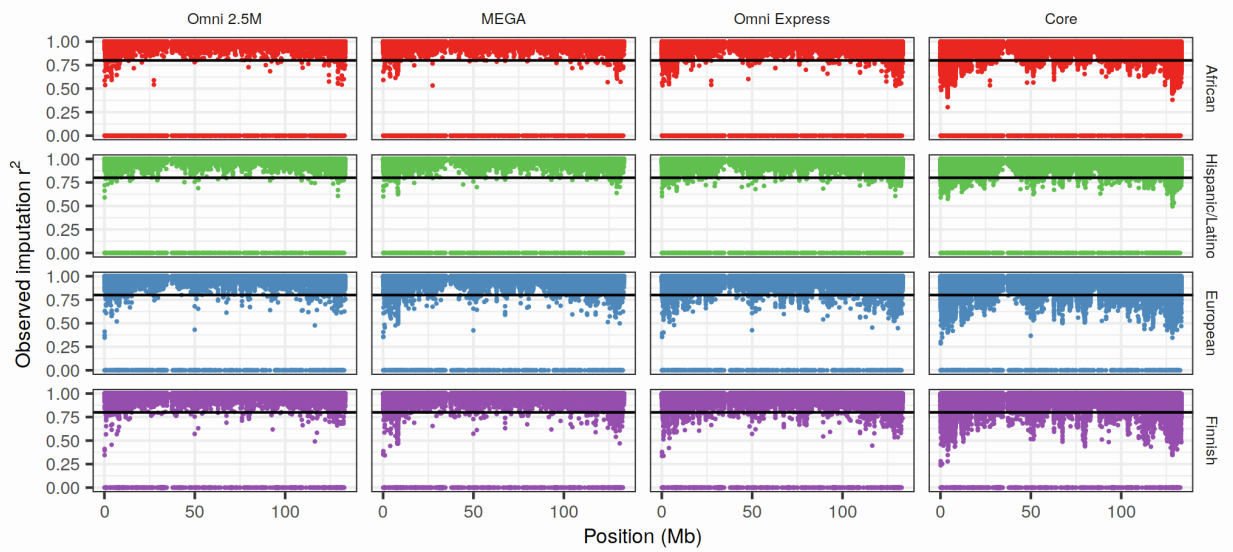 Omni 2.5M MEGA Omni Express Core
Observed imputation r²
1.00
0.75
0.50
0.25
0.00
African
1.00
0.75
0.50
0.25
0.00
Hispanic/Latino
1.00
0.75
0.50
0.25
0.00
European
1.00
0.75
0.50
0.25
0.00
Finnish
0 50 100 0 50 100 0 50 100 0 50 100
Position (Mb)